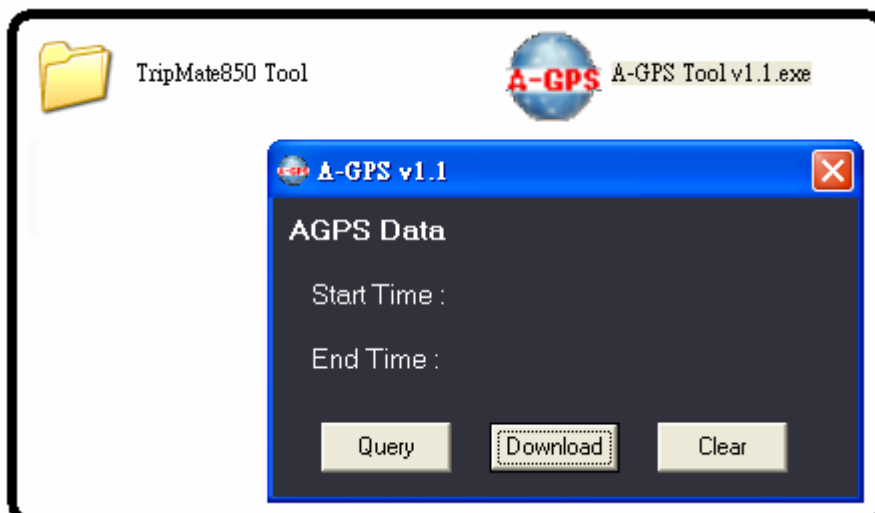 TripMate850 Tool
A-GPS
A-GPS Tool v1.1.exe
A-GPS
A-GPS v1.1
AGPS Data
Start Time :
End Time :
Query
Download
Clear